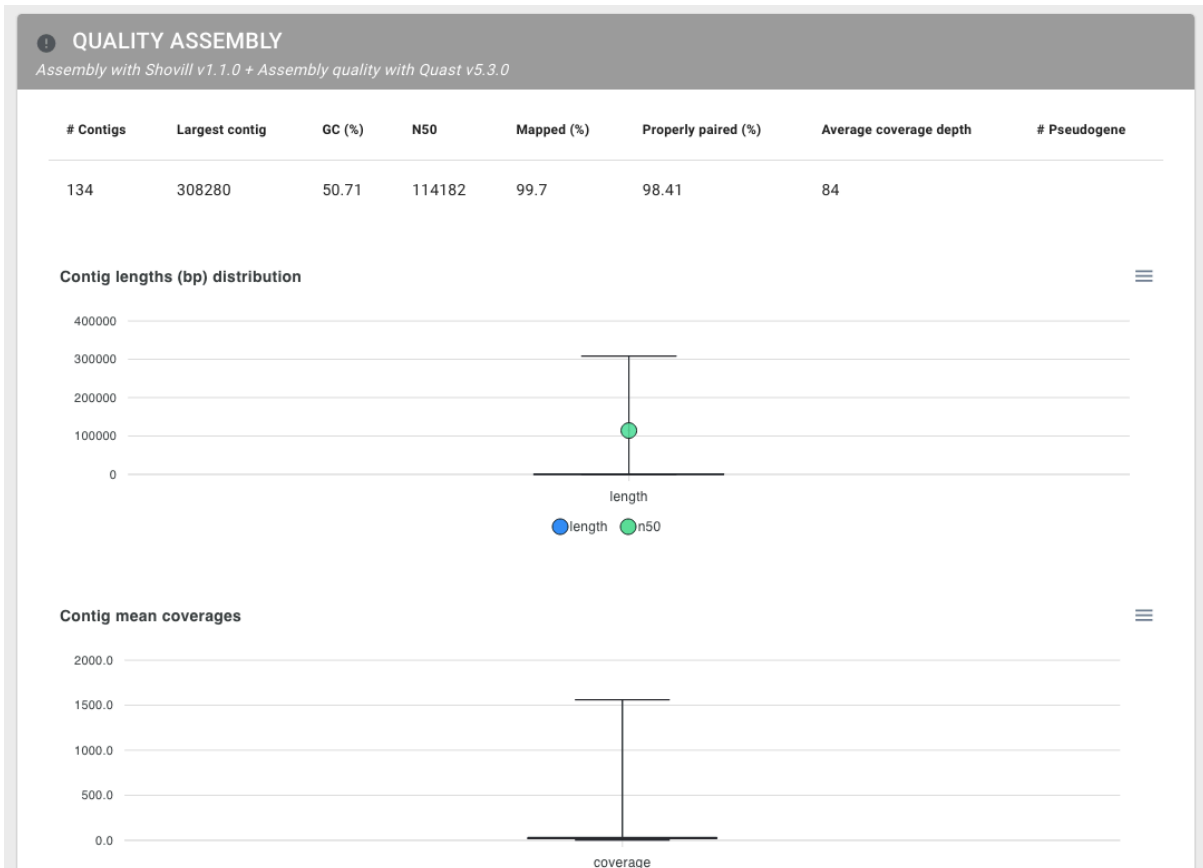 QUALITY ASSEMBLY
Assembly with Shovill v1.1.0 + Assembly quality with Quast v5.3.0
# Contigs Largest contig GC (%) N50 Mapped (%) Properly paired (%) Average coverage depth # Pseudogene
134 308280 50.71 114182 99.7 98.41 84
Contig lengths (bp) distribution
400000
300000
200000
100000
0
length
length n50
Contig mean coverages
2000.0
1500.0
1000.0
500.0
0.0
coverage